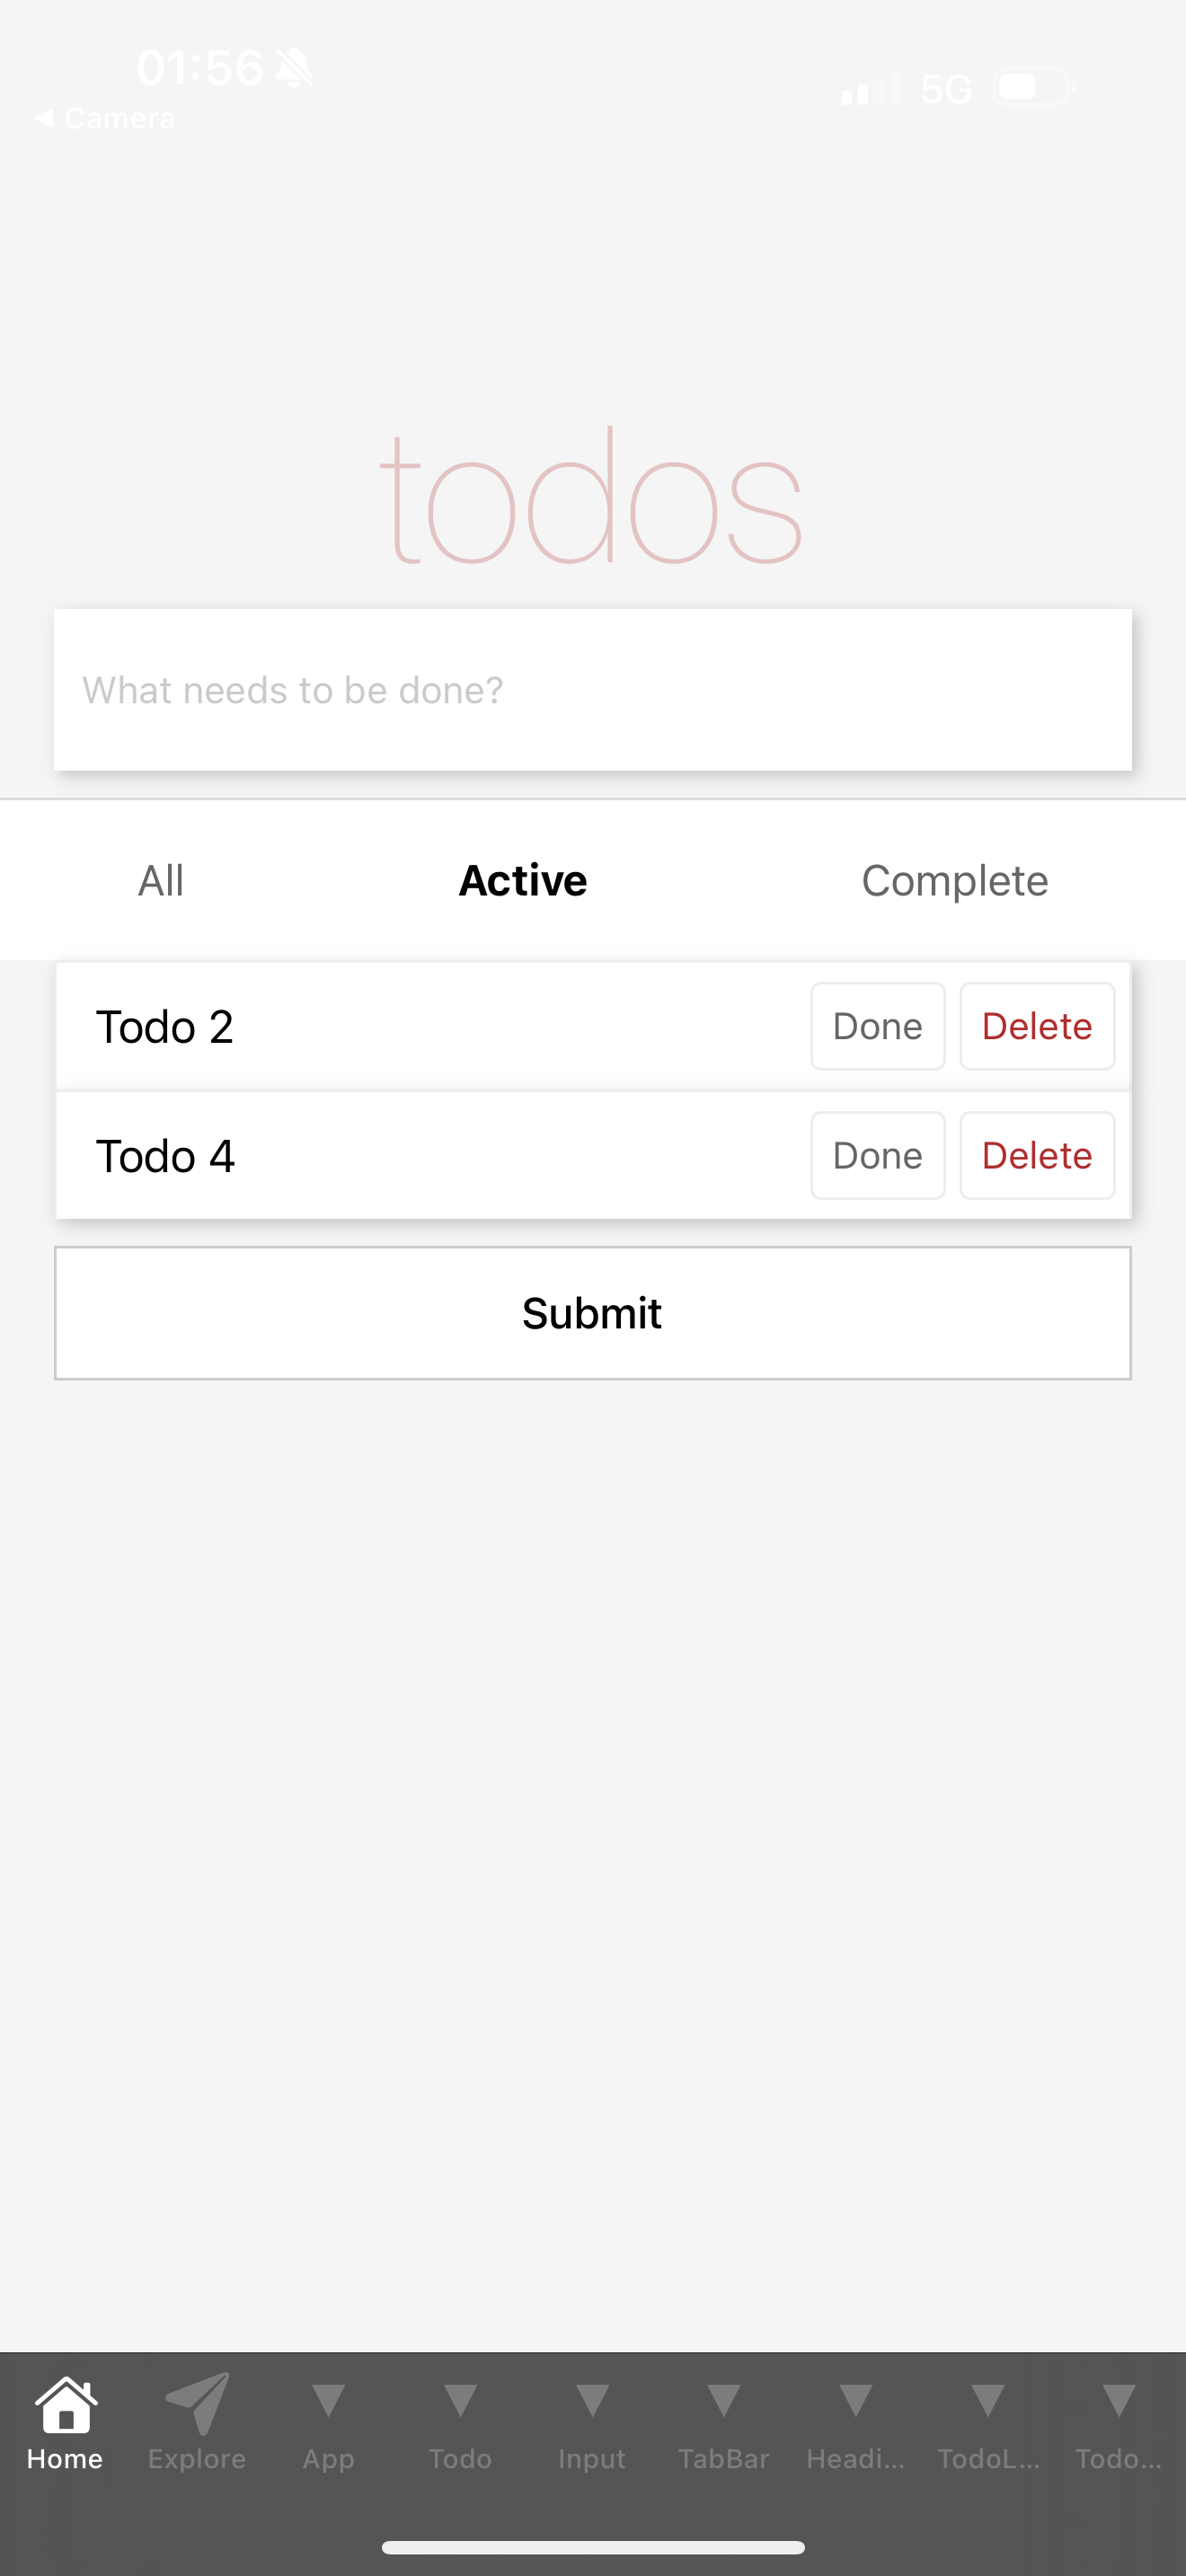 01:56
5G
◀ Camera
todos
What needs to be done?
All Active Complete
Todo 2 Done Delete
Todo 4 Done Delete
Submit
Home Explore App Todo Input TabBar Headi... TodoL... Todo...